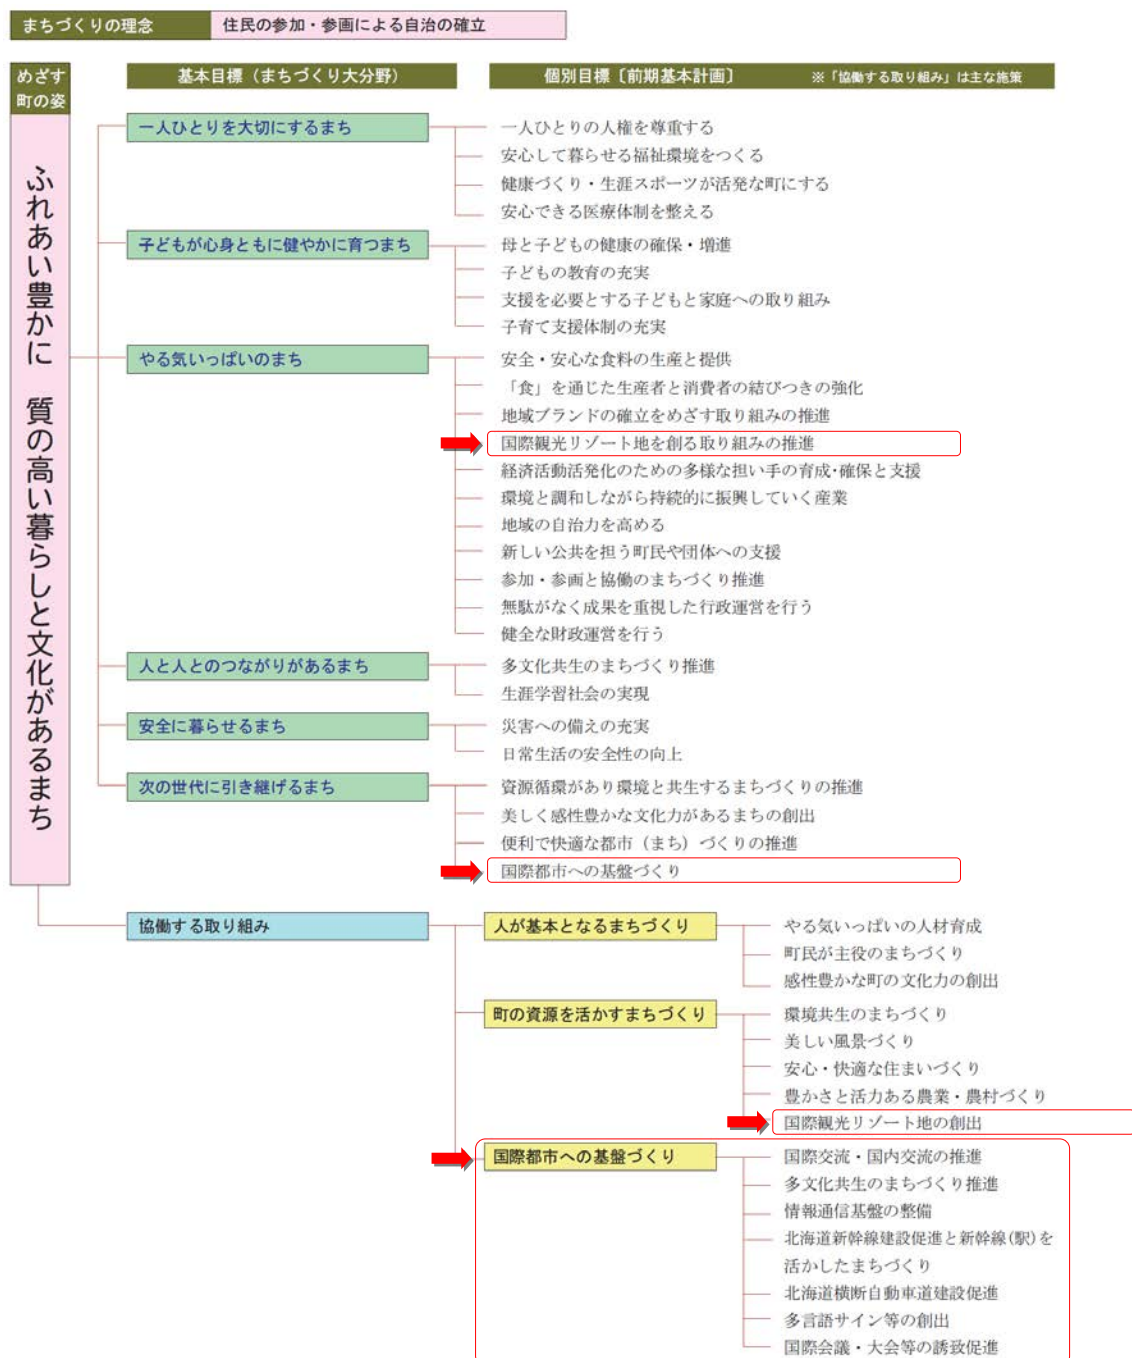 まちづくりの理念
住民の参加・参画による自治の確立
めざす
町の姿
基本目標（まちづくり大分野）
個別目標〔前期基本計画〕
※「協働する取り組み」は主な施策
ふれあい豊かに 質の高い暮らしと文化があるまち
一人ひとりを大切にするまち
一人ひとりの人権を尊重する
安心して暮らせる福祉環境をつくる
健康づくり・生涯スポーツが活発な町にする
安心できる医療体制を整える
子どもが心身ともに健やかに育つまち
母と子どもの健康の確保・増進
子どもの教育の充実
支援を必要とする子どもと家庭への取り組み
子育て支援体制の充実
やる気いっぱいのまち
安全・安心な食料の生産と提供
「食」を通じた生産者と消費者の結びつきの強化
地域ブランドの確立をめざす取り組みの推進
国際観光リゾート地を創る取り組みの推進
経済活動活発化のための多様な担い手の育成・確保と支援
環境と調和しながら持続的に振興していく産業
地域の自治力を高める
新しい公共を担う町民や団体への支援
参加・参画と協働のまちづくり推進
無駄がなく成果を重視した行政運営を行う
健全な財政運営を行う
人と人とのつながりがあるまち
多文化共生のまちづくり推進
生涯学習社会の実現
安全に暮らせるまち
災害への備えの充実
日常生活の安全性の向上
次の世代に引き継げるまち
資源循環があり環境と共生するまちづくりの推進
美しく感性豊かな文化力があるまちの創出
便利で快適な都市（まち）づくりの推進
国際都市への基盤づくり
協働する取り組み
人が基本となるまちづくり
やる気いっぱいの人材育成
町民が主役のまちづくり
感性豊かな町の文化力の創出
町の資源を活かすまちづくり
環境共生のまちづくり
美しい風景づくり
安心・快適な住まいづくり
豊かさと活力ある農業・農村づくり
国際観光リゾート地の創出
国際都市への基盤づくり
国際交流・国内交流の推進
多文化共生のまちづくり推進
情報通信基盤の整備
北海道新幹線建設促進と新幹線(駅)を
活かしたまちづくり
北海道横断自動車道建設促進
多言語サイン等の創出
国際会議・大会等の誘致促進